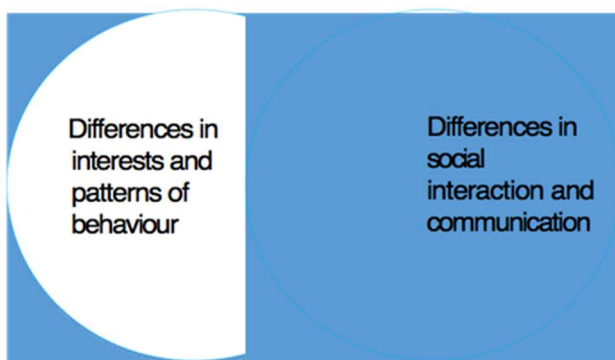 Differences in
interests and
patterns of
behaviour
Differences in
social
interaction and
communication